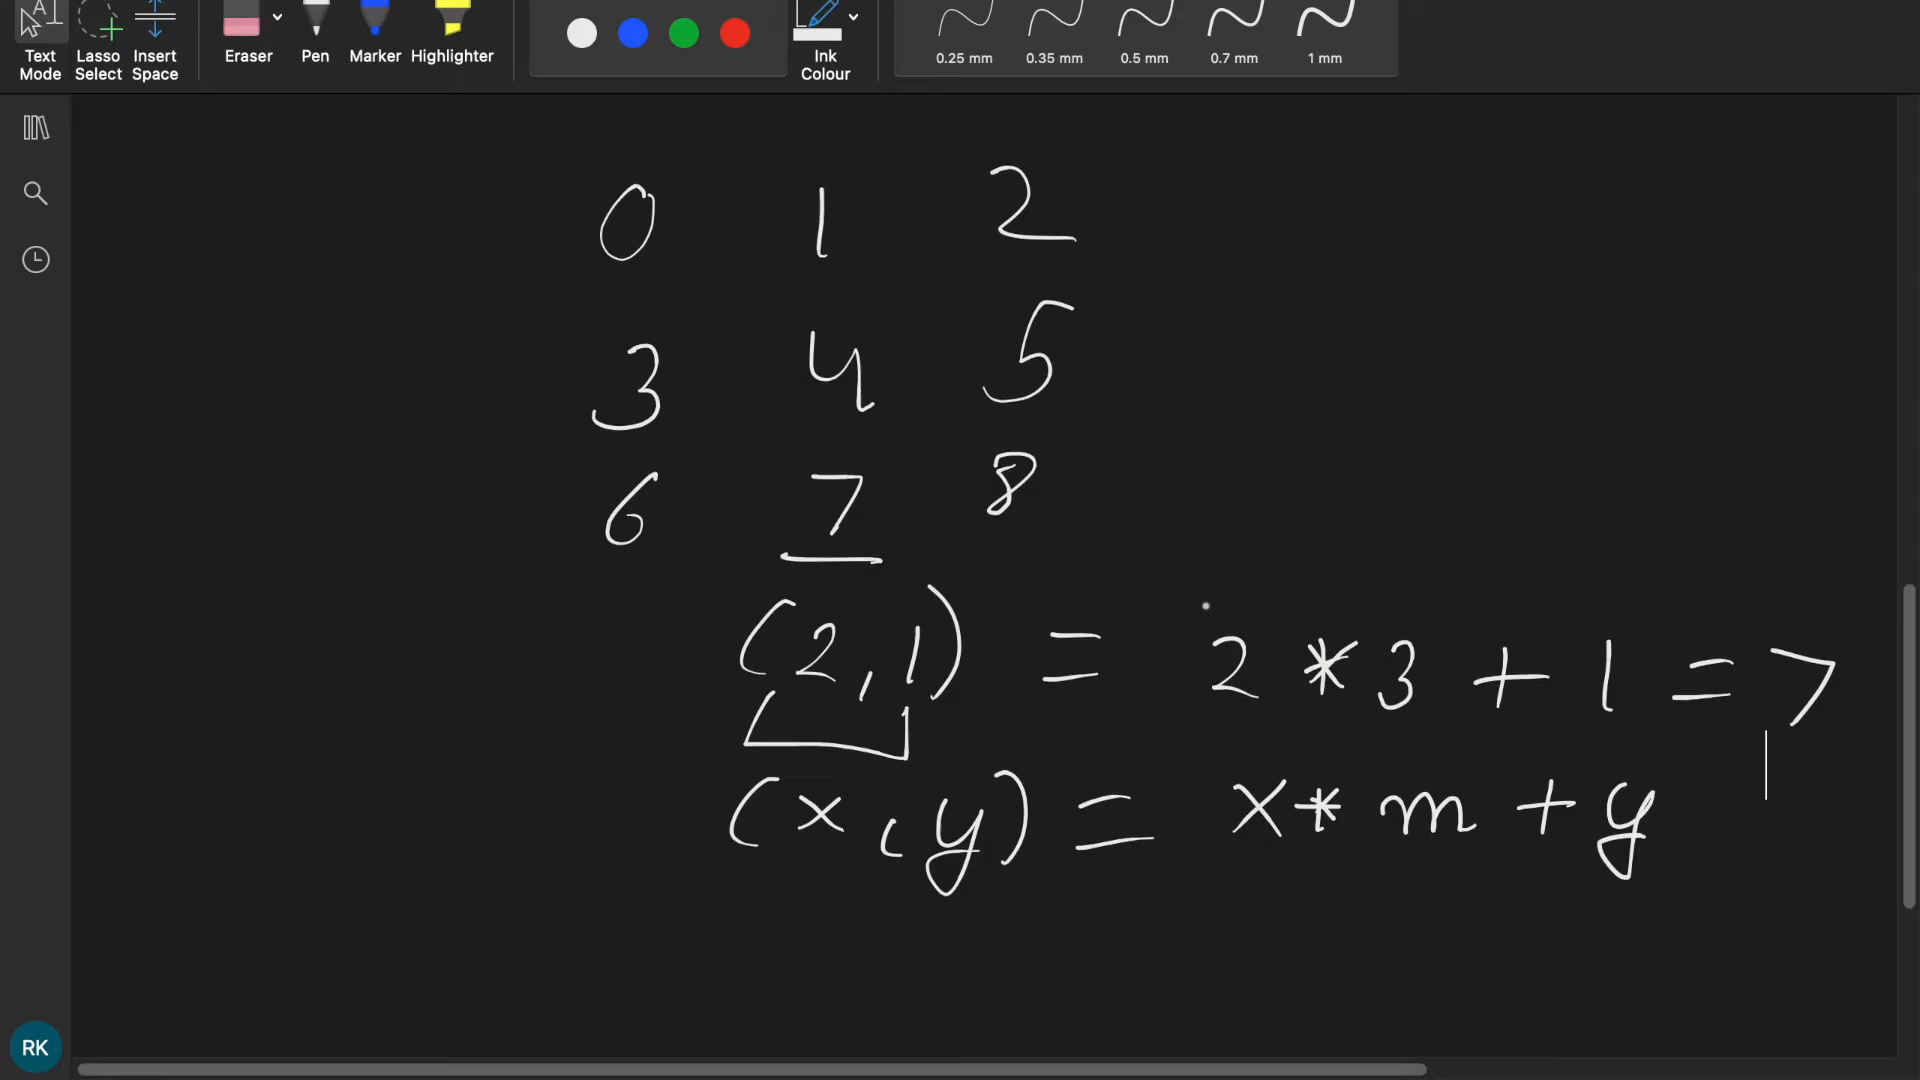 Text Mode
Lasso Select
Insert Space
Eraser
Pen
Marker
Highlighter
Ink Colour
0.25 mm
0.35 mm
0.5 mm
0.7 mm
1 mm
0 1 2
3 4 5
6 7 8
(2,1) = 2 * 3 + 1 = 7
(x,y) = x * m + y
RK